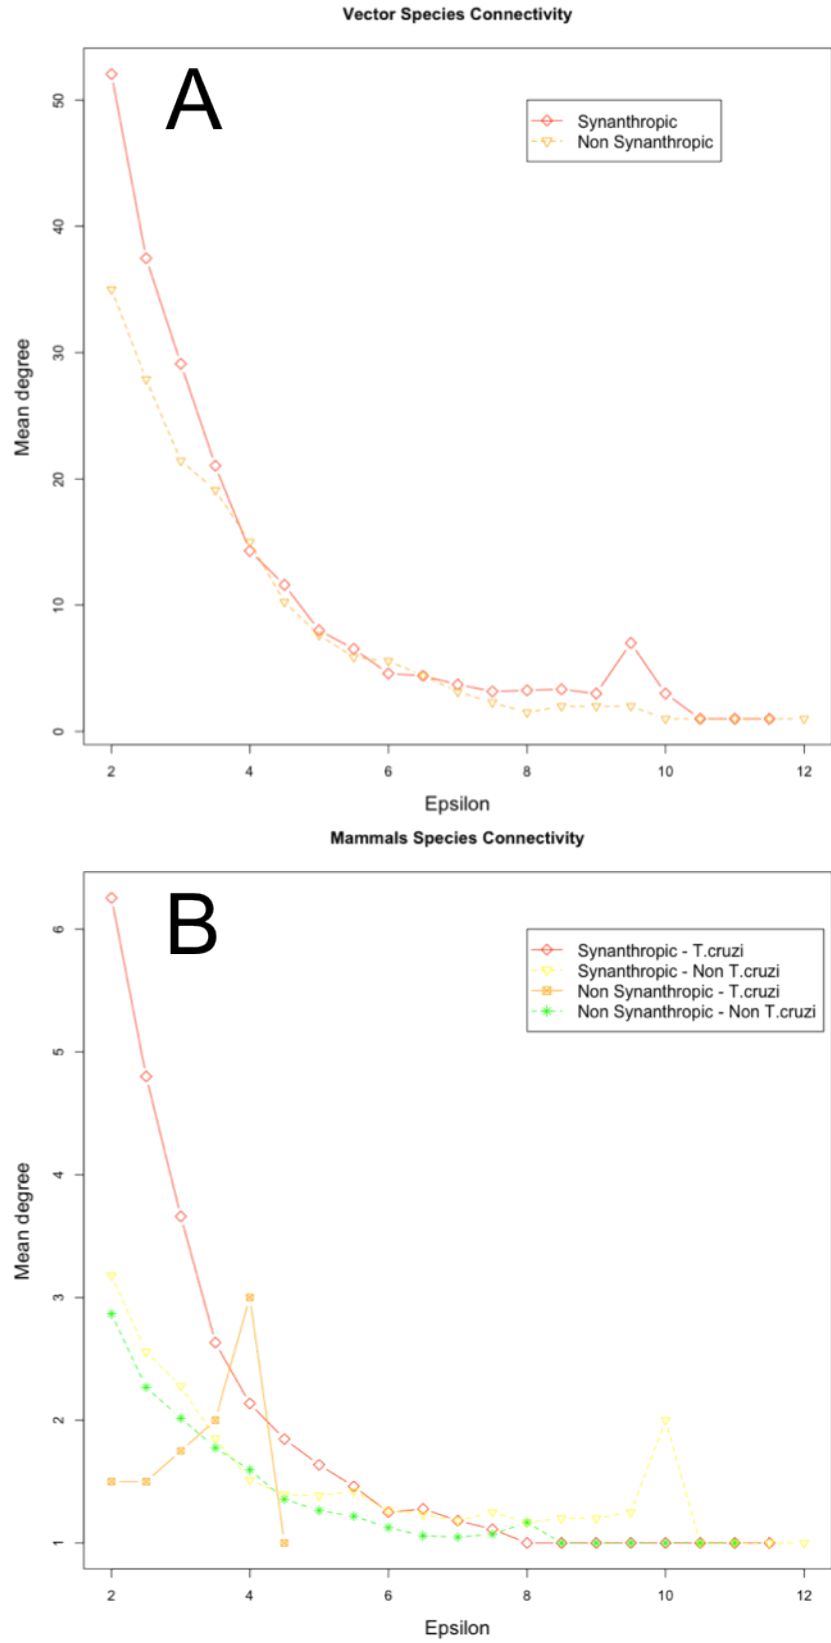 Vector Species Connectivity
A
Synanthropic
Non Synanthropic
50
40
30
20
10
0
Mean degree
2 4 6 8 10 12
Epsilon
Mammals Species Connectivity
B
Synanthropic - T.cruzi
Synanthropic - Non T.cruzi
Non Synanthropic - T.cruzi
Non Synanthropic - Non T.cruzi
6
5
4
3
2
1
Mean degree
2 4 6 8 10 12
Epsilon